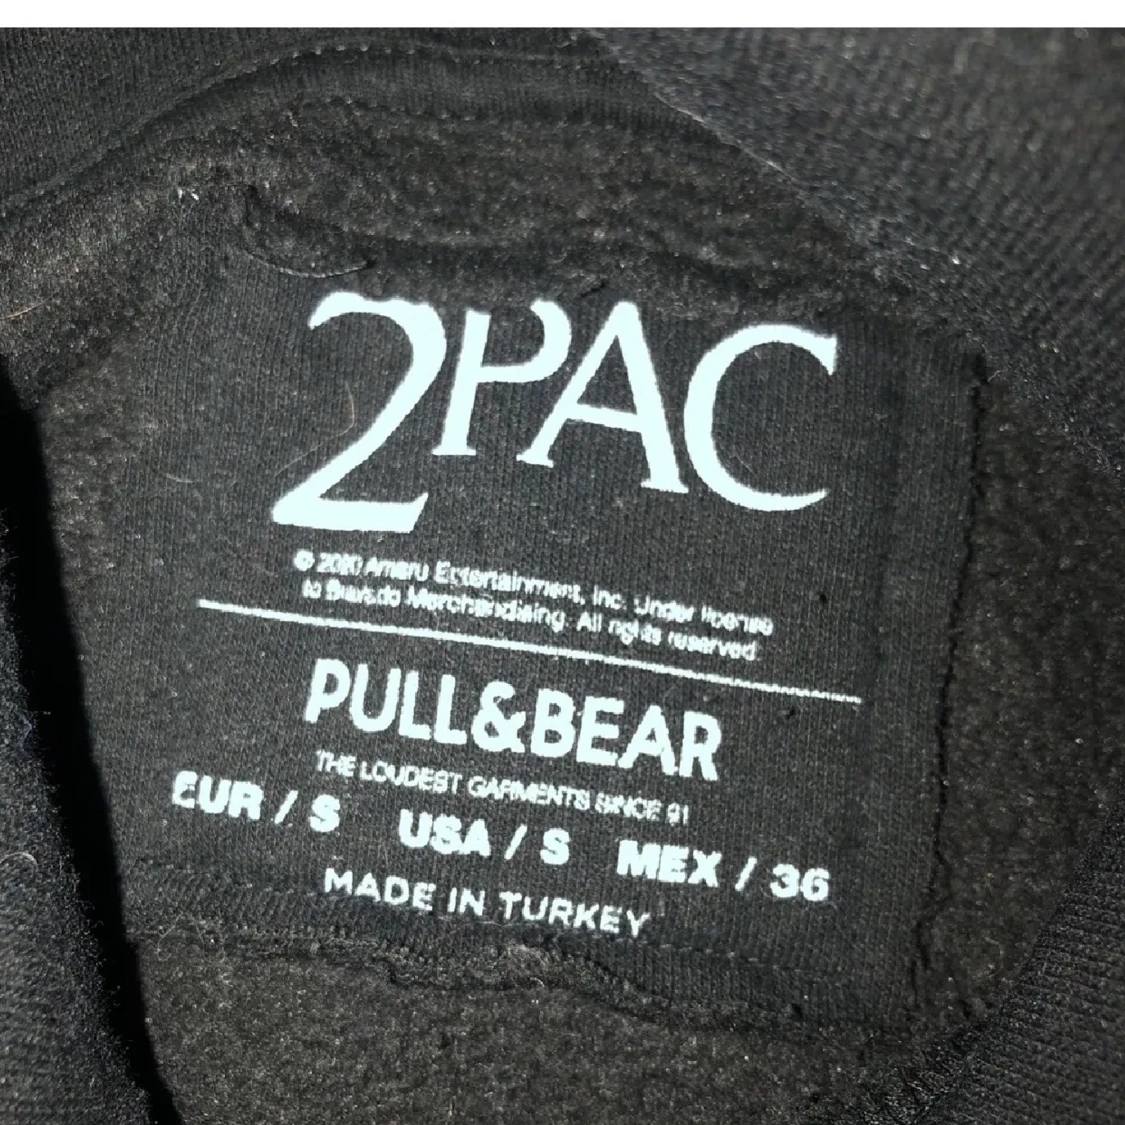 2PAC
© 2020 Amaru Entertainment, Inc. Under license
to Bravado Merchandising. All rights reserved.
PULL&BEAR
THE LOUDEST GARMENTS SINCE 91
EUR / S USA / S MEX / 36
MADE IN TURKEY